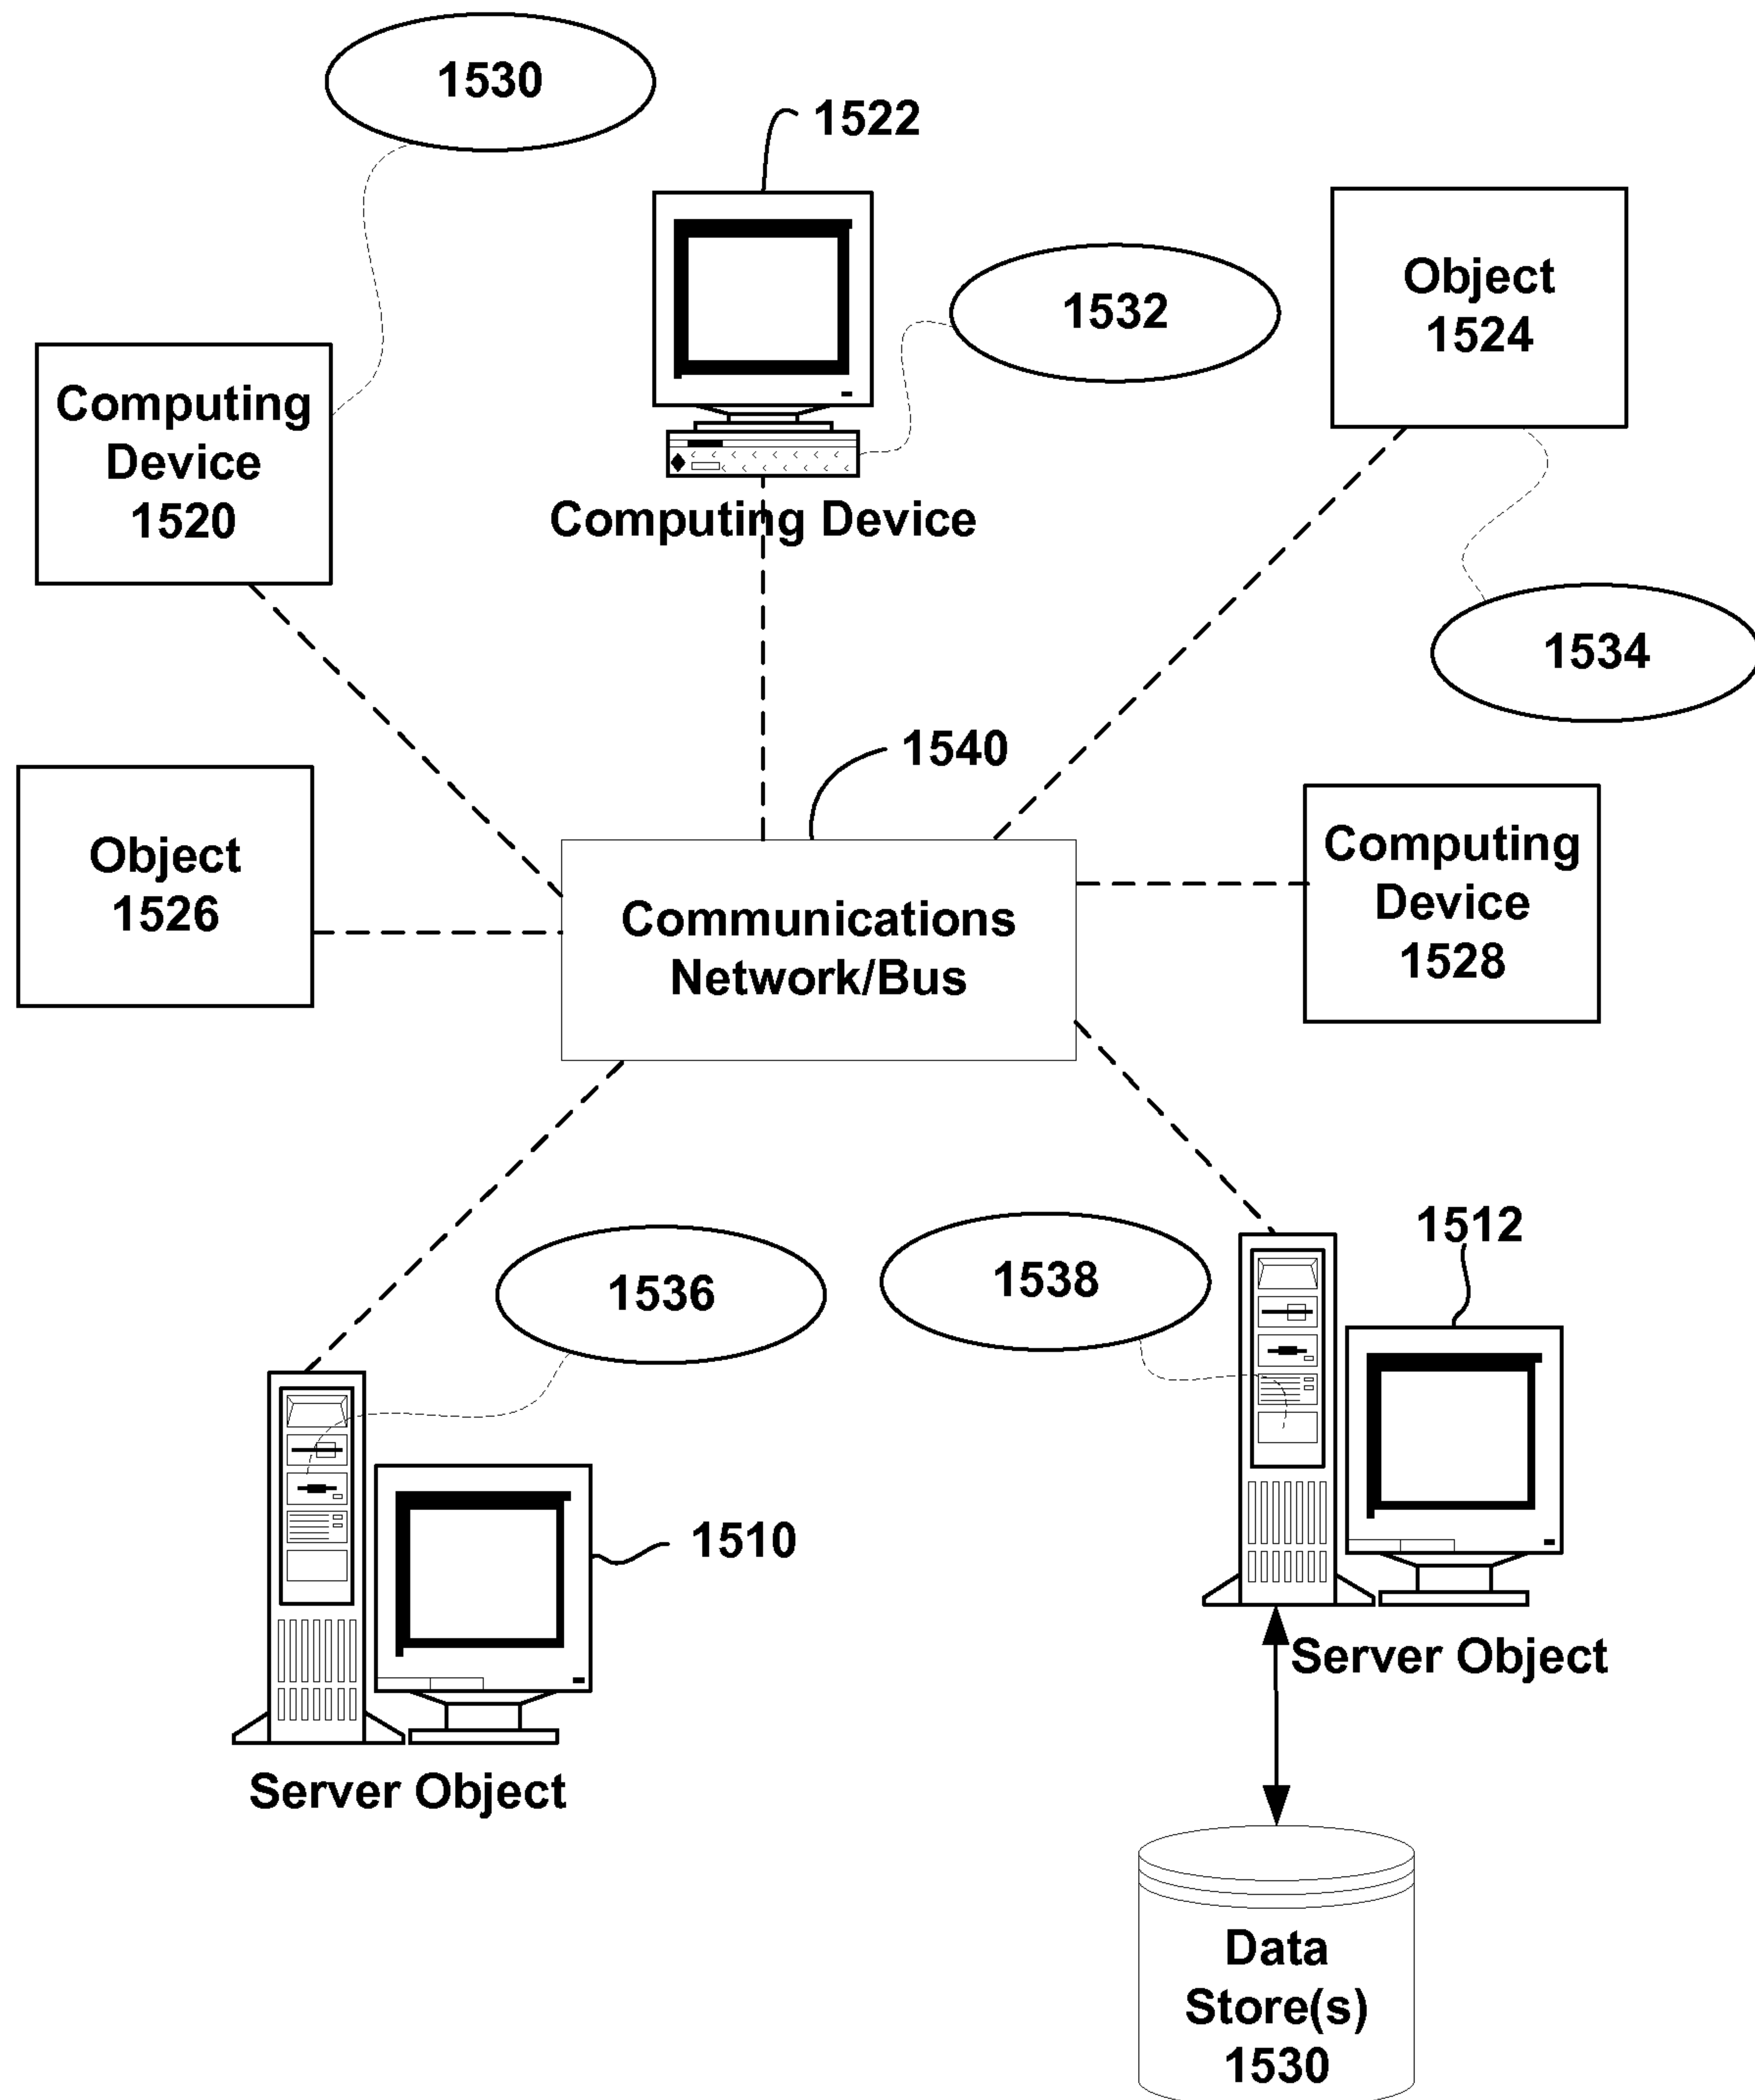 1530
1522
1532
Object
1524
Computing
Device
1520
Computing Device
1534
1540
Object
1526
Communications
Network/Bus
Computing
Device
1528
1536
1538
1512
1510
Server Object
Server Object
Data
Store(s)
1530